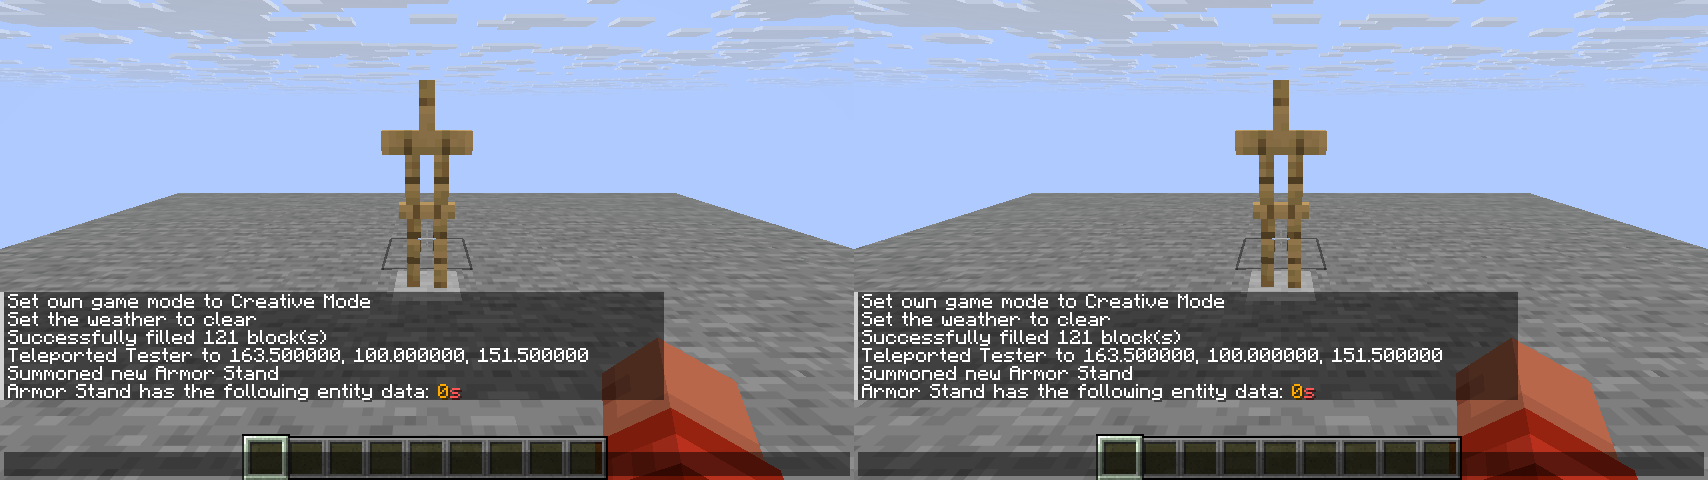 Set own game mode to Creative Mode
Set the weather to clear
Successfully filled 121 block(s)
Teleported Tester to 163.500000, 100.000000, 151.500000
Summoned new Armor Stand
Armor Stand has the following entity data: 0s
Set own game mode to Creative Mode
Set the weather to clear
Successfully filled 121 block(s)
Teleported Tester to 163.500000, 100.000000, 151.500000
Summoned new Armor Stand
Armor Stand has the following entity data: 0s